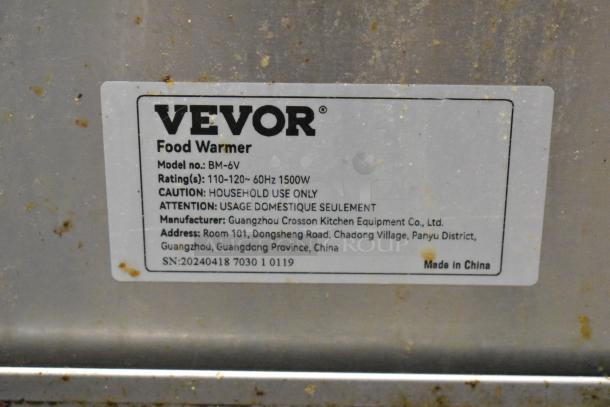 VEVOR®
Food Warmer
Model no.: BM-6V
Rating(s): 110-120~ 60Hz 1500W
CAUTION: HOUSEHOLD USE ONLY
ATTENTION: USAGE DOMESTIQUE SEULEMENT
Manufacturer: Guangzhou Crosson Kitchen Equipment Co., Ltd.
Address: Room 101, Dongsheng Road, Chadong Village, Panyu District,
Guangzhou, Guangdong Province, China
GROUP
SN:20240418 7030 1 0119
Made in China